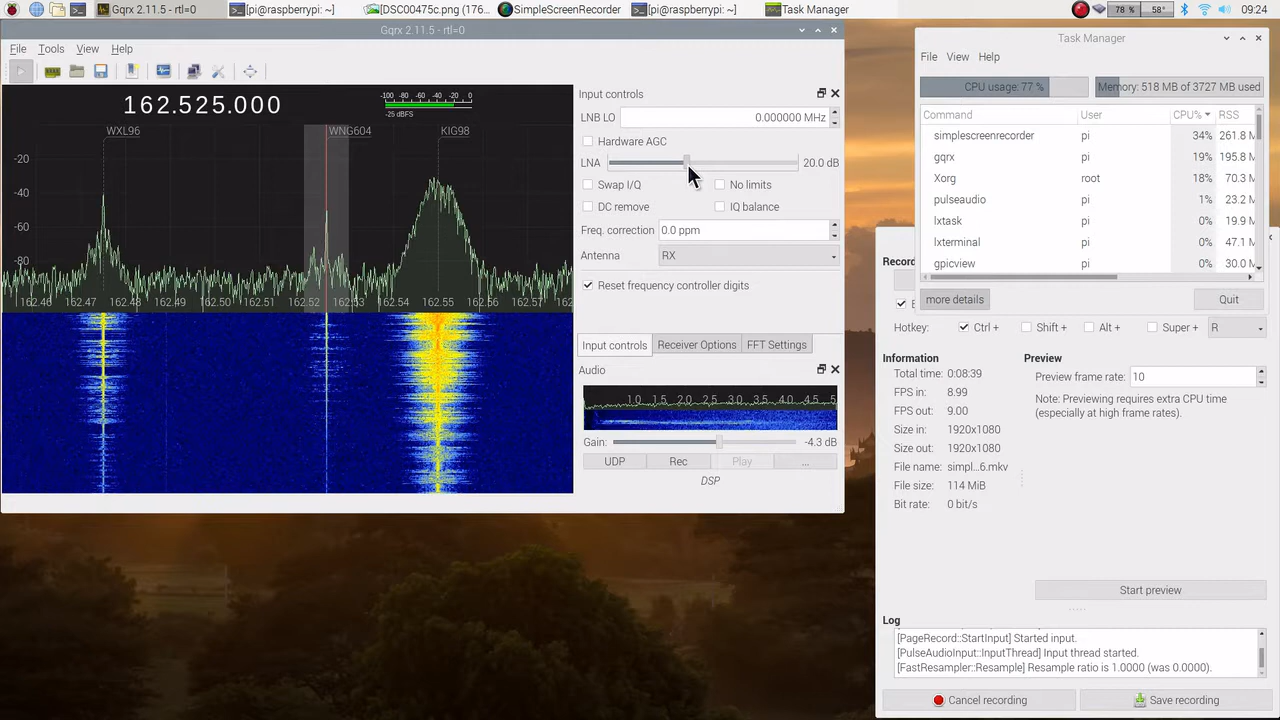 Gqrx 2.11.5 - rtl=0
[pi@raspberrypi: ~]
[DSC00475c.png (176...
SimpleScreenRecorder
[pi@raspberrypi: ~]
Task Manager
78 %
58°
09:24
Gqrx 2.11.5 - rtl=0
File Tools View Help
162.525.000
-100 -80 -60 -40 -20 0
-25 dBFS
WXL96
WNG604
KIG98
-20
-40
-60
-80
162.46 162.47 162.48 162.49 162.50 162.51 162.52 162.53 162.54 162.55 162.56 162.57
Input controls
LNB LO 0.000000 MHz
Hardware AGC
LNA 20.0 dB
Swap I/Q No limits
DC remove IQ balance
Freq. correction 0.0 ppm
Antenna RX
Reset frequency controller digits
Input controls Receiver Options FFT Settings
Audio
1.0 1.5 2.0 2.5 3.0 3.5 4.0 4.5 5
Gain: -4.3 dB
UDP Rec Play ...
DSP
Task Manager
File View Help
CPU usage: 77 % Memory: 518 MB of 3727 MB used
Command User CPU% RSS
simplescreenrecorder pi 34% 261.8 M
gqrx pi 19% 195.8 M
Xorg root 18% 70.3 M
pulseaudio pi 1% 23.2 M
lxtask pi 0% 19.9 M
lxterminal pi 0% 47.1 M
gpicview pi 0% 30.0 M
more details Quit
Record
Hotkey: Ctrl + Shift + Alt + Super + R
Information
Total time: 0:08:39
FPS in: 8.99
FPS out: 9.00
Size in: 1920x1080
Size out: 1920x1080
File name: simpl...6.mkv
File size: 114 MiB
Bit rate: 0 bit/s
Preview
Preview frame rate: 10
Note: Previewing requires extra CPU time
(especially at high frame rates).
Start preview
Log
[PageRecord::StartInput] Started input.
[PulseAudioInput::InputThread] Input thread started.
[FastResampler::Resample] Resample ratio is 1.0000 (was 0.0000).
Cancel recording Save recording